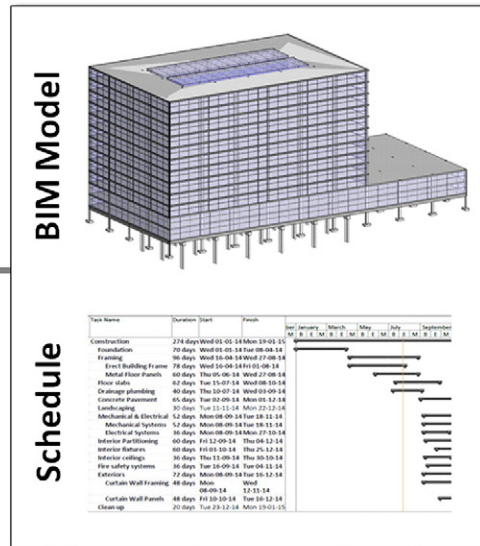 BIM Model
Schedule
Task Name Duration Start Finish
January March May July September
M B E M B E M B E M B E M B E M
Construction 274 days Wed 01-01-14 Mon 19-01-15
Foundation 70 days Wed 01-01-14 Tue 08-04-14
Framing 96 days Wed 16-04-14 Wed 27-08-14
Erect Building Frame 78 days Wed 16-04-14 Fri 01-08-14
Metal Floor Panels 60 days Thu 05-06-14 Wed 27-08-14
Floor slabs 62 days Tue 15-07-14 Wed 08-10-14
Drainage plumbing 40 days Thu 10-07-14 Wed 03-09-14
Concrete Pavement 65 days Tue 02-09-14 Mon 01-12-14
Landscaping 30 days Tue 11-11-14 Mon 22-12-14
Mechanical & Electrical 52 days Mon 08-09-14 Tue 18-11-14
Mechanical Systems 52 days Mon 08-09-14 Tue 18-11-14
Electrical Systems 36 days Mon 08-09-14 Mon 27-10-14
Interior Partitioning 60 days Fri 12-09-14 Thu 04-12-14
Interior fixtures 60 days Fri 03-10-14 Thu 25-12-14
Interior ceilings 36 days Thu 11-09-14 Thu 30-10-14
Fire safety systems 36 days Tue 16-09-14 Tue 04-11-14
Exteriors 72 days Mon 08-09-14 Tue 16-12-14
Curtain Wall Framing 48 days Mon 08-09-14 Wed 12-11-14
Curtain Wall Panels 48 days Fri 10-10-14 Tue 16-12-14
Clean up 20 days Tue 23-12-14 Mon 19-01-15